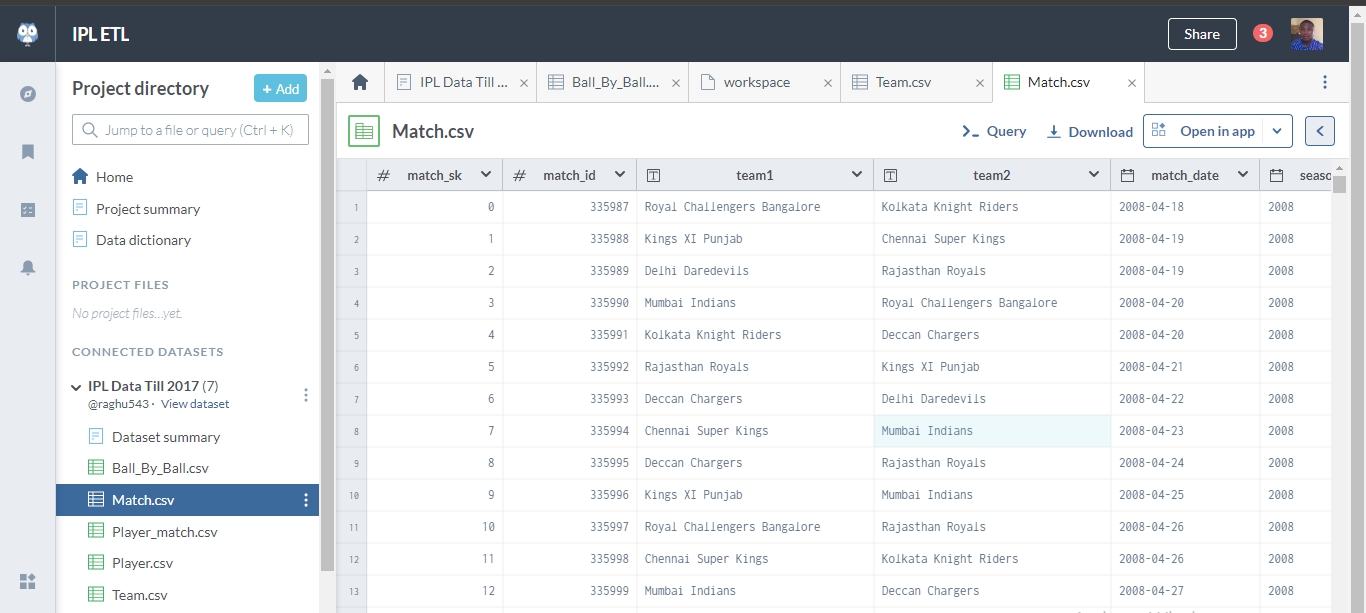 IPL ETL
Share
3
Project directory
+ Add
Jump to a file or query (Ctrl + K)
Home
Project summary
Data dictionary
PROJECT FILES
No project files...yet.
CONNECTED DATASETS
IPL Data Till 2017 (7)
@raghu543 · View dataset
Dataset summary
Ball_By_Ball.csv
Match.csv
Player_match.csv
Player.csv
Team.csv
IPL Data Till ... × Ball_By_Ball.... × workspace × Team.csv × Match.csv ×
Match.csv
Query Download Open in app
# match_sk # match_id T team1 T team2 match_date seaso
1 0 335987 Royal Challengers Bangalore Kolkata Knight Riders 2008-04-18 2008
2 1 335988 Kings XI Punjab Chennai Super Kings 2008-04-19 2008
3 2 335989 Delhi Daredevils Rajasthan Royals 2008-04-19 2008
4 3 335990 Mumbai Indians Royal Challengers Bangalore 2008-04-20 2008
5 4 335991 Kolkata Knight Riders Deccan Chargers 2008-04-20 2008
6 5 335992 Rajasthan Royals Kings XI Punjab 2008-04-21 2008
7 6 335993 Deccan Chargers Delhi Daredevils 2008-04-22 2008
8 7 335994 Chennai Super Kings Mumbai Indians 2008-04-23 2008
9 8 335995 Deccan Chargers Rajasthan Royals 2008-04-24 2008
10 9 335996 Kings XI Punjab Mumbai Indians 2008-04-25 2008
11 10 335997 Royal Challengers Bangalore Rajasthan Royals 2008-04-26 2008
12 11 335998 Chennai Super Kings Kolkata Knight Riders 2008-04-26 2008
13 12 335999 Mumbai Indians Deccan Chargers 2008-04-27 2008